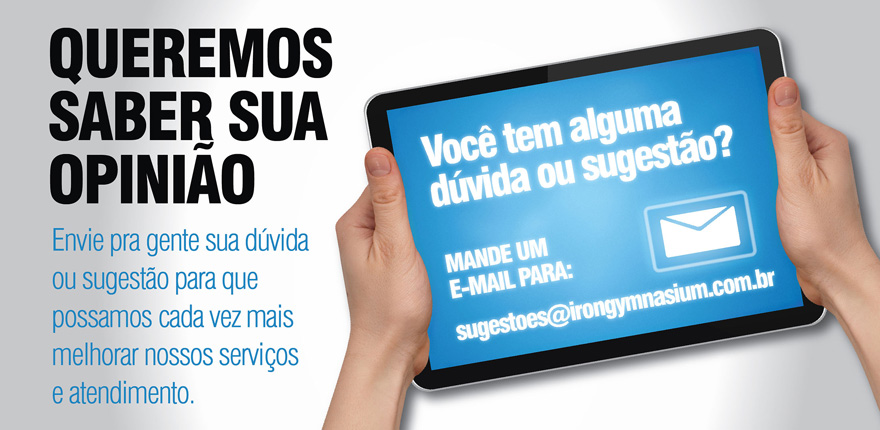 QUEREMOS
SABER SUA
OPINIÃO
Envie pra gente sua dúvida
ou sugestão para que
possamos cada vez mais
melhorar nossos serviços
e atendimento.
Você tem alguma
dúvida ou sugestão?
MANDE UM
E-MAIL PARA:
sugestoes@irongymnasium.com.br